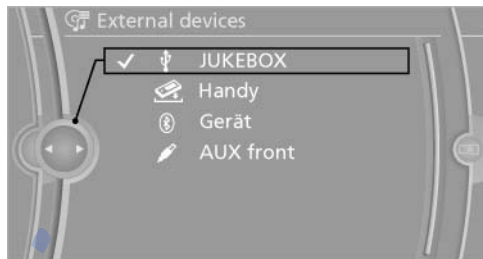 External devices
JUKEBOX
Handy
Gerät
AUX front